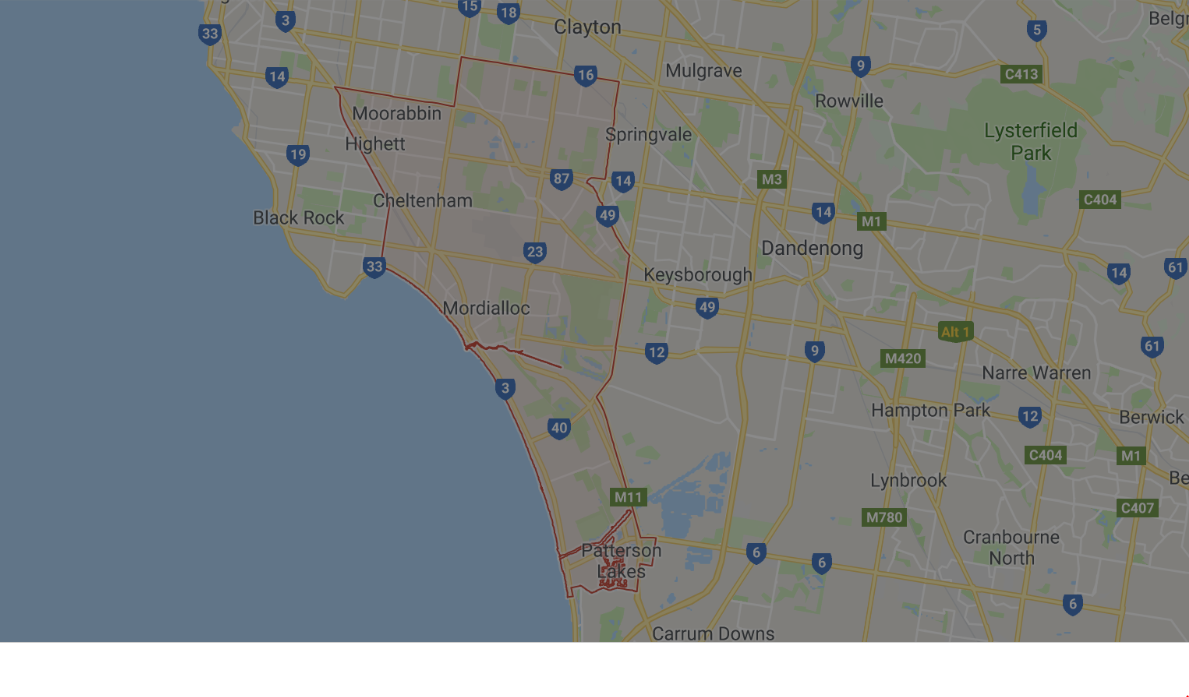 15
18
3
33
Clayton
Belgr
5
16
14
Mulgrave
9
C413
Rowville
Moorabbin
Springvale
Lysterfield
Park
Highett
19
87
14
M3
C404
Cheltenham
49
14
M1
Black Rock
Dandenong
23
33
Keysborough
14
61
Mordialloc
49
Alt 1
12
9
M420
61
Narre Warren
3
Hampton Park
12
Berwick
40
C404
M1
Lynbrook
Be
M11
C407
M780
Cranbourne
North
Patterson
Lakes
6
6
6
Carrum Downs